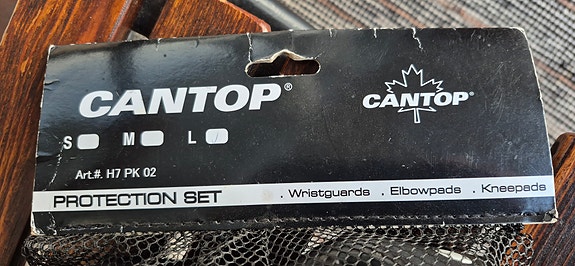 CANTOP®
CANTOP®
S M L
Art.#. H7 PK 02
PROTECTION SET . Wristguards . Elbowpads . Kneepads